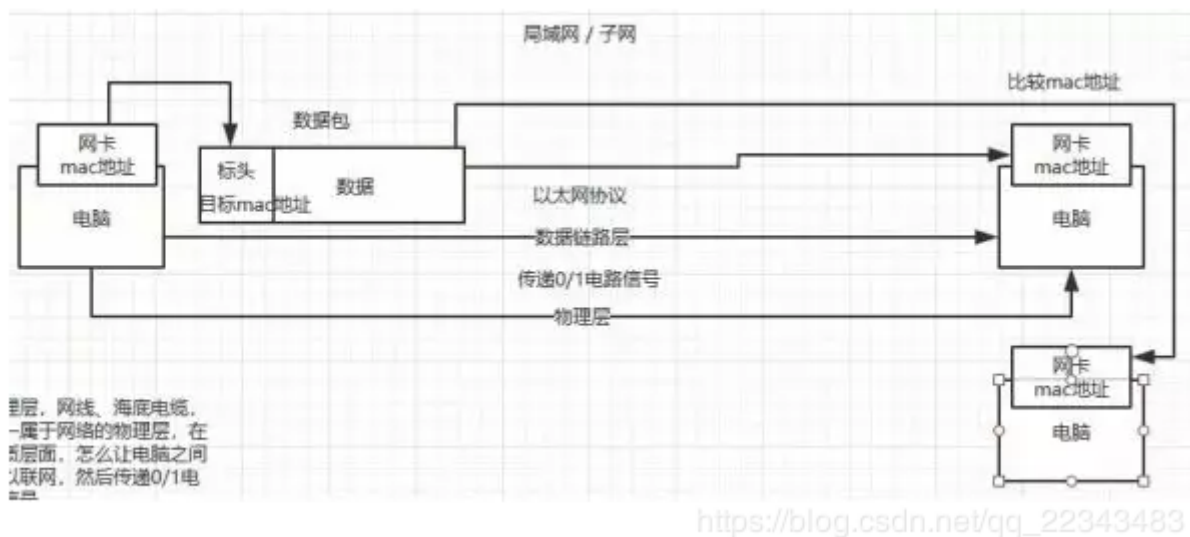 局域网 / 子网
比较mac地址
网卡
mac地址
电脑
数据包
标头
目标mac地址
数据
网卡
mac地址
电脑
以太网协议
数据链路层
传递0/1电路信号
物理层
网卡
mac地址
电脑
理层，网线、海底电缆，
属于网络的物理层，在
层面，怎么让电脑之间
以联网，然后传递0/1电
信号
https://blog.csdn.net/qq_22343483